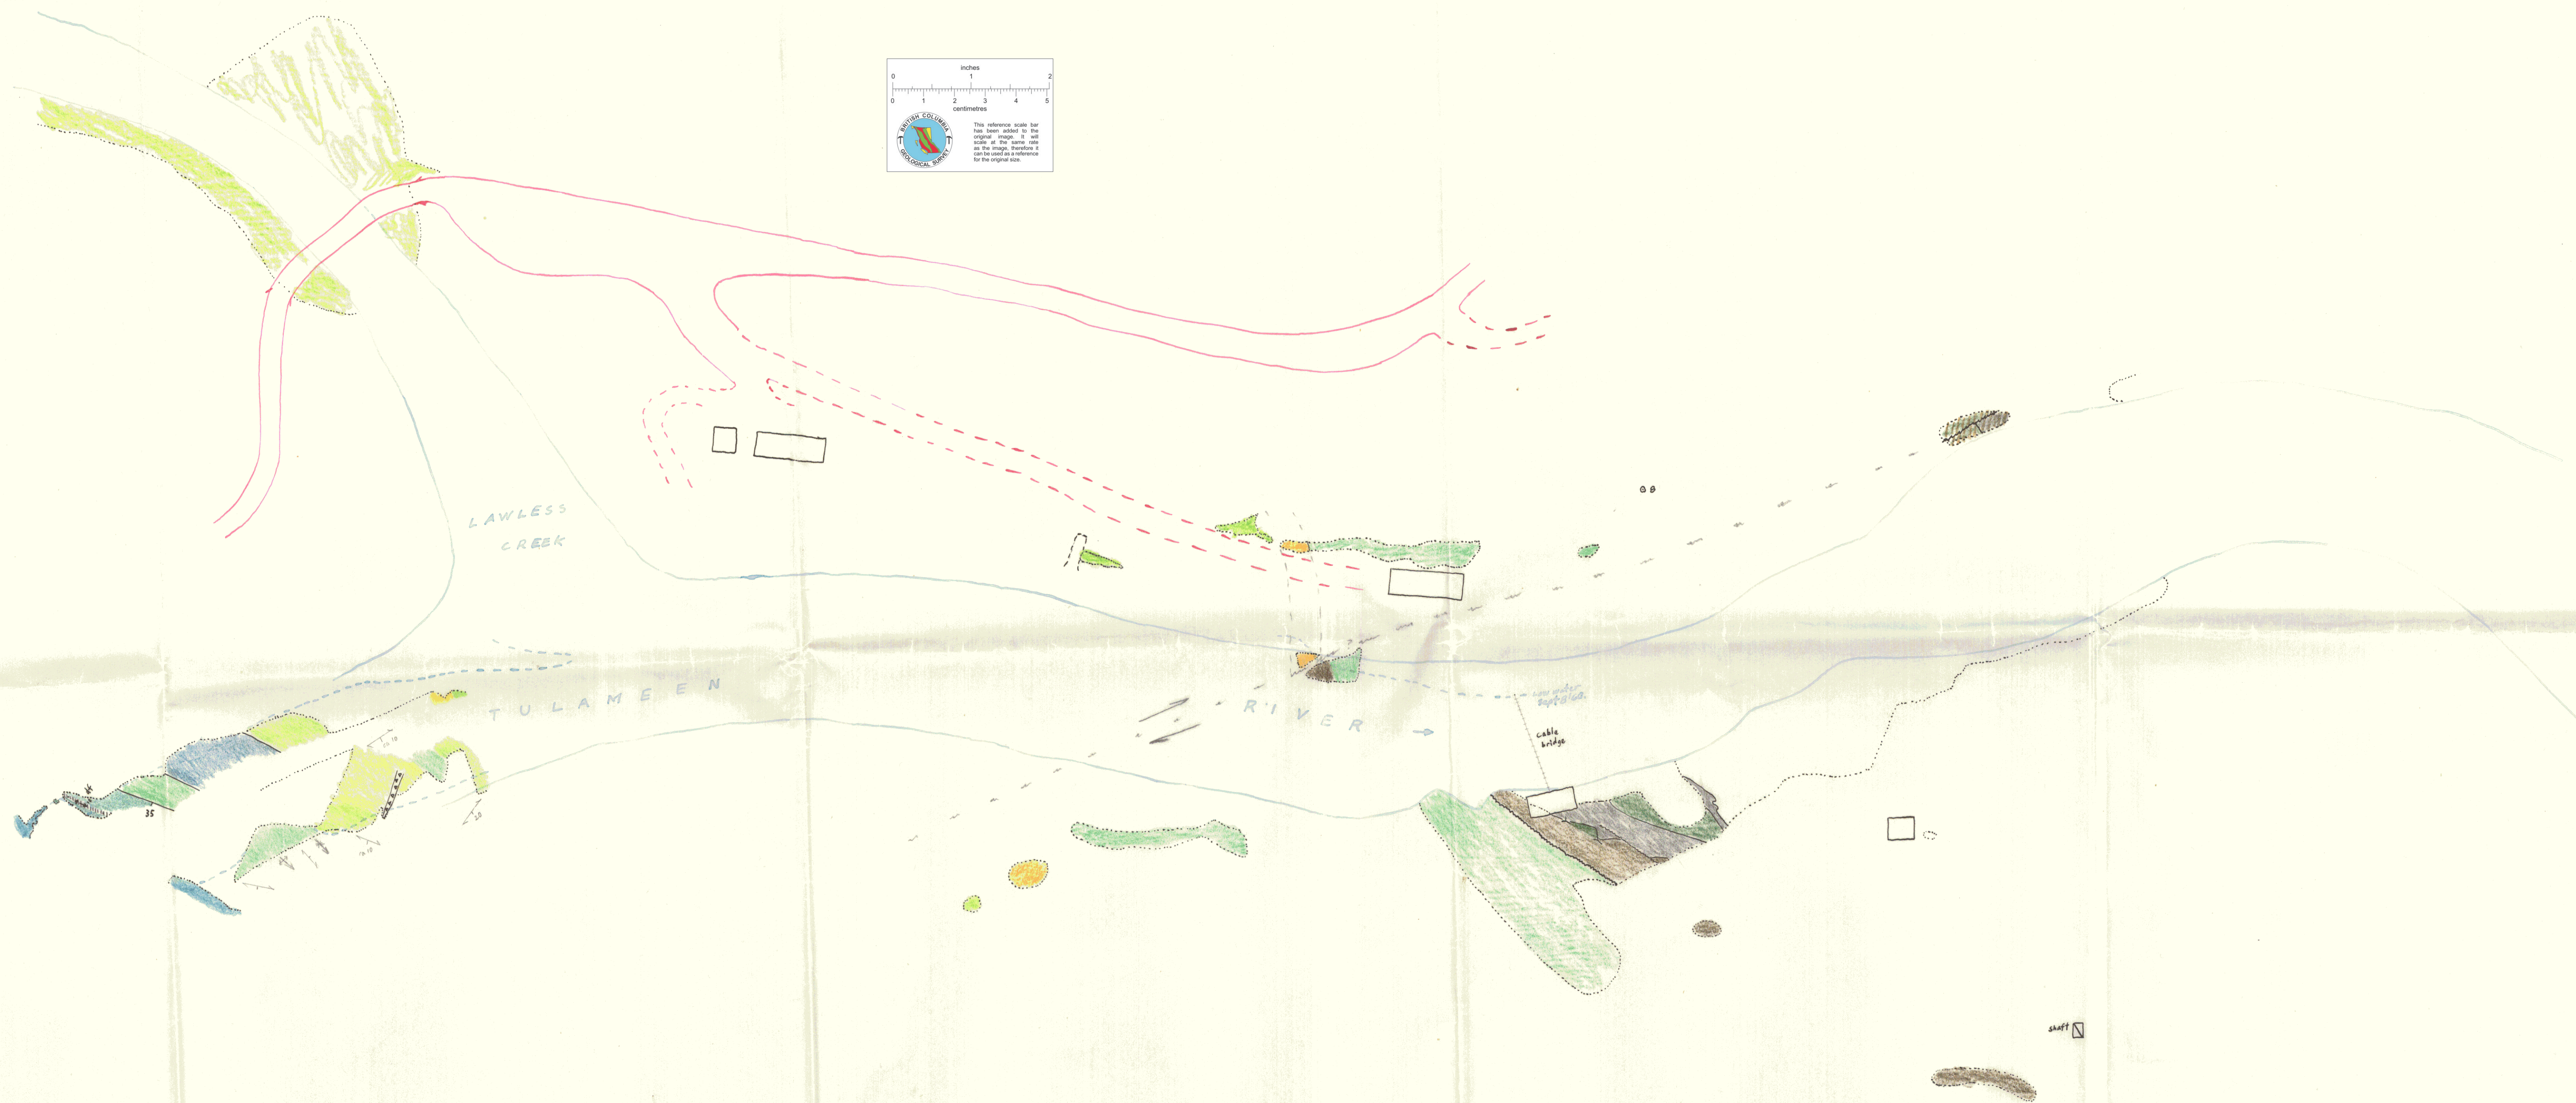 inches
0 1 2
0 1 2 3 4 5
centimetres
BRITISH COLUMBIA
GEOLOGICAL SURVEY
This reference scale bar
has been added to the
original image. It will
scale at the same rate
as the image, therefore it
can be used as a reference
for the original size.
LAWLESS
CREEK
TULAMEEN
RIVER
low water
Sept
cable
bridge
35
20
shaft